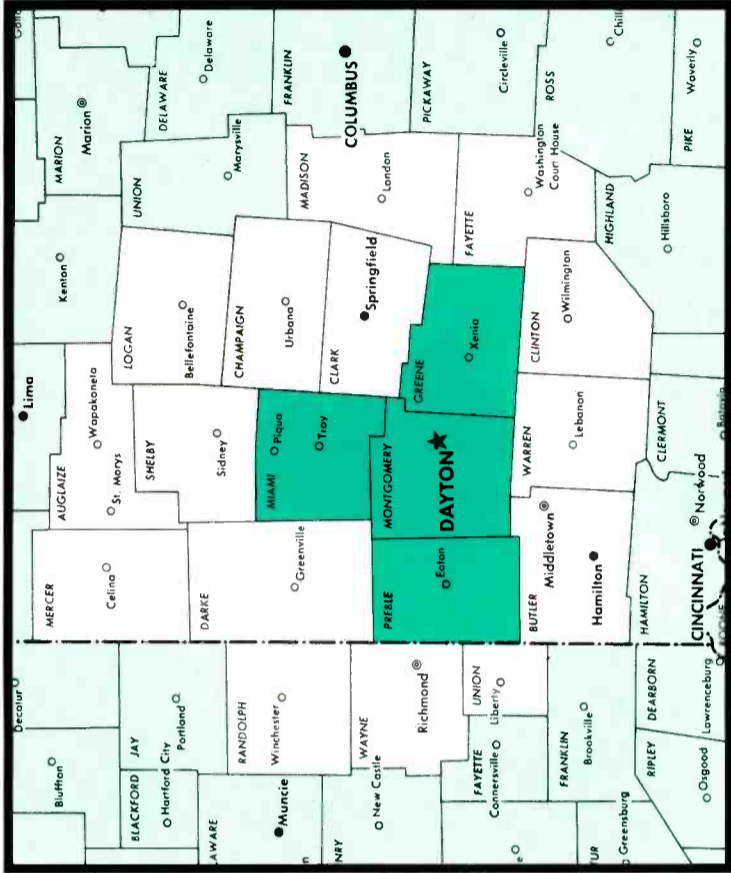 Lima
Decatur
MERCER
AUGLAIZE
Kenton
MARION
Marion
Bluffton
Celina
St. Marys
Wapakoneta
BLACKFORD
JAY
Hartford City
Portland
SHELBY
LOGAN
UNION
DELAWARE
Delaware
DARKE
Sidney
Bellefontaine
Marysville
AWARE
RANDOLPH
Winchester
Muncie
MIAMI
Piqua
Troy
CHAMPAIGN
Urbana
FRANKLIN
COLUMBUS
Greenville
MADISON
London
NRY
WAYNE
New Castle
Richmond
PREBLE
MONTGOMERY
CLARK
Springfield
Eaton
DAYTON
GREENE
Xenia
FAYETTE
PICKAWAY
Circleville
FAYETTE
Connersville
UNION
Liberty
BUTLER
Middletown
Hamilton
WARREN
Lebanon
CLINTON
Wilmington
Washington
Court House
ROSS
Chill
FRANKLIN
Brookville
UR
Greensburg
HAMILTON
Norwood
CINCINNATI
CLERMONT
Batavia
HIGHLAND
Hillsboro
PIKE
Waverly
RIPLEY
Osgood
DEARBORN
Lawrenceburg